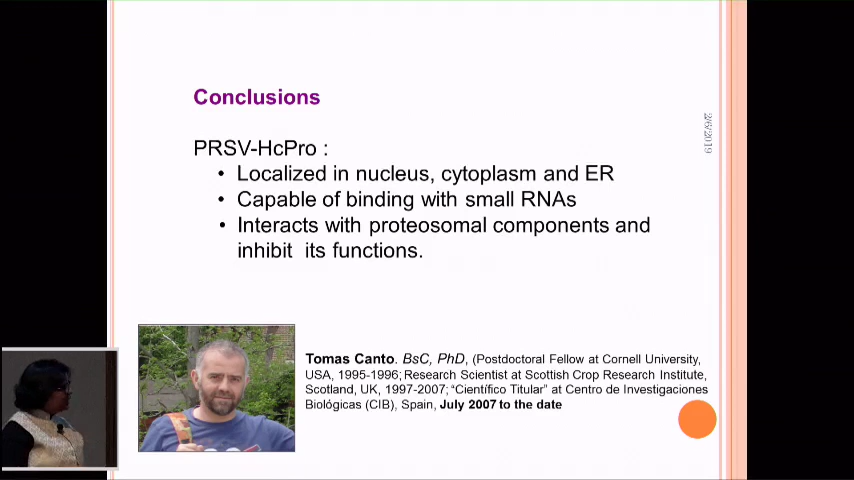 Conclusions
2/6/2019
PRSV-HcPro :
• Localized in nucleus, cytoplasm and ER
• Capable of binding with small RNAs
• Interacts with proteosomal components and
inhibit its functions.
Tomas Canto. BsC, PhD, (Postdoctoral Fellow at Cornell University,
USA, 1995-1996; Research Scientist at Scottish Crop Research Institute,
Scotland, UK, 1997-2007; “Científico Titular” at Centro de Investigaciones
Biológicas (CIB), Spain, July 2007 to the date